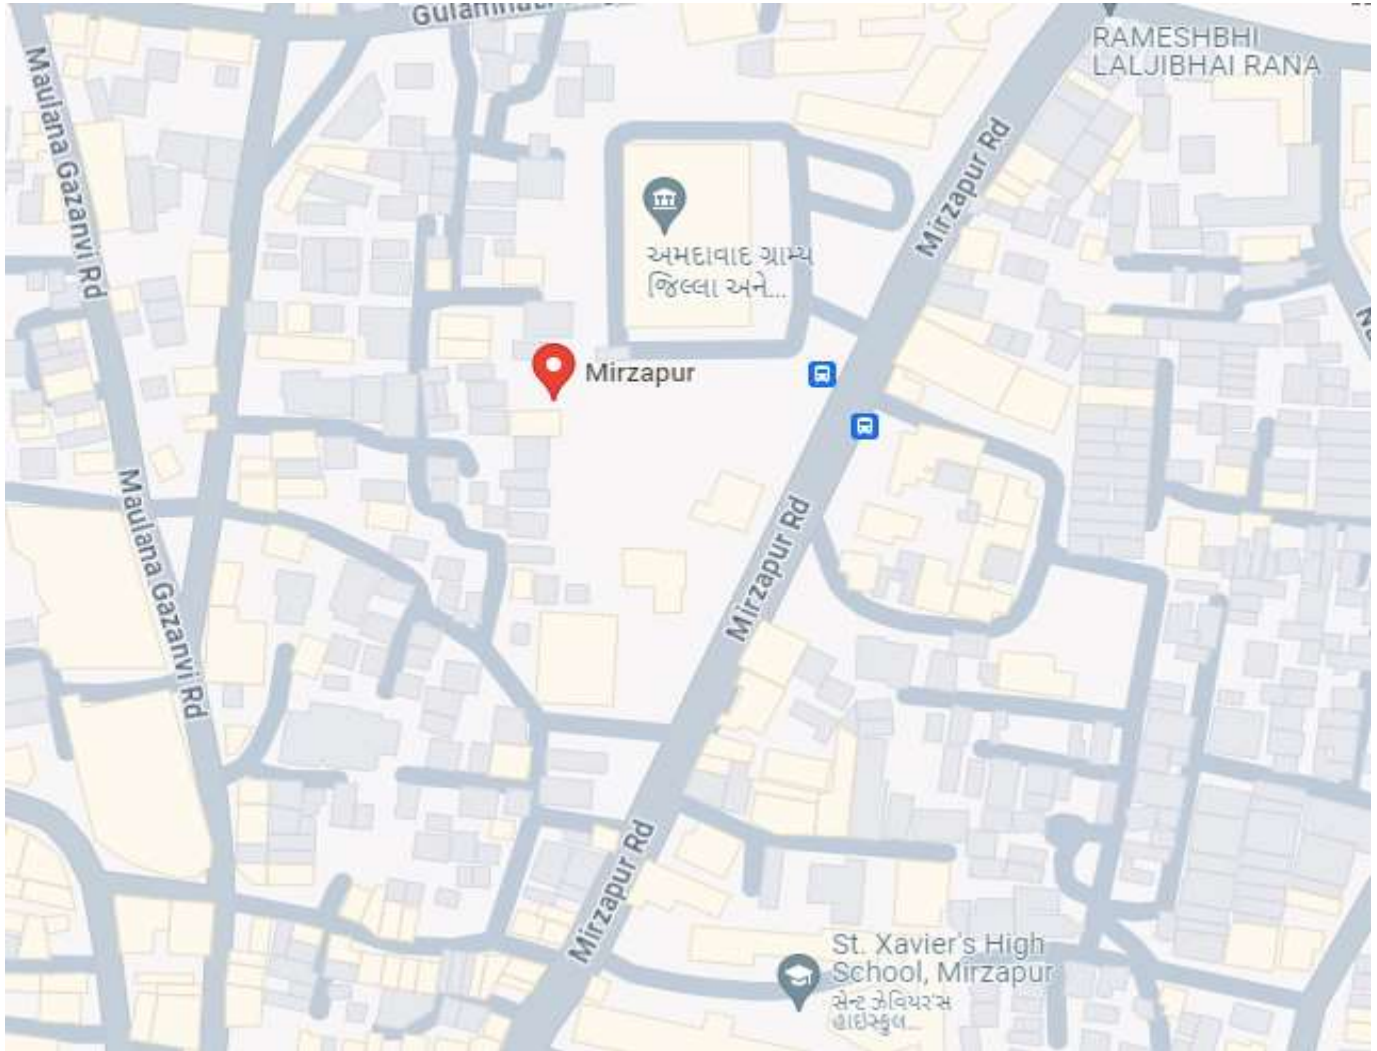 RAMESHBHI
LALJIBHAI RANA
Maulana Gazanvi Rd
Mirzapur Rd
અમદાવાદ ગ્રામ્ય
જિલ્લા અને...
Mirzapur
Maulana Gazanvi Rd
Mirzapur Rd
Mirzapur Rd
St. Xavier's High
School, Mirzapur
સેન્ટ ઝેવિયર'સ
હાઇસ્કૂલ...